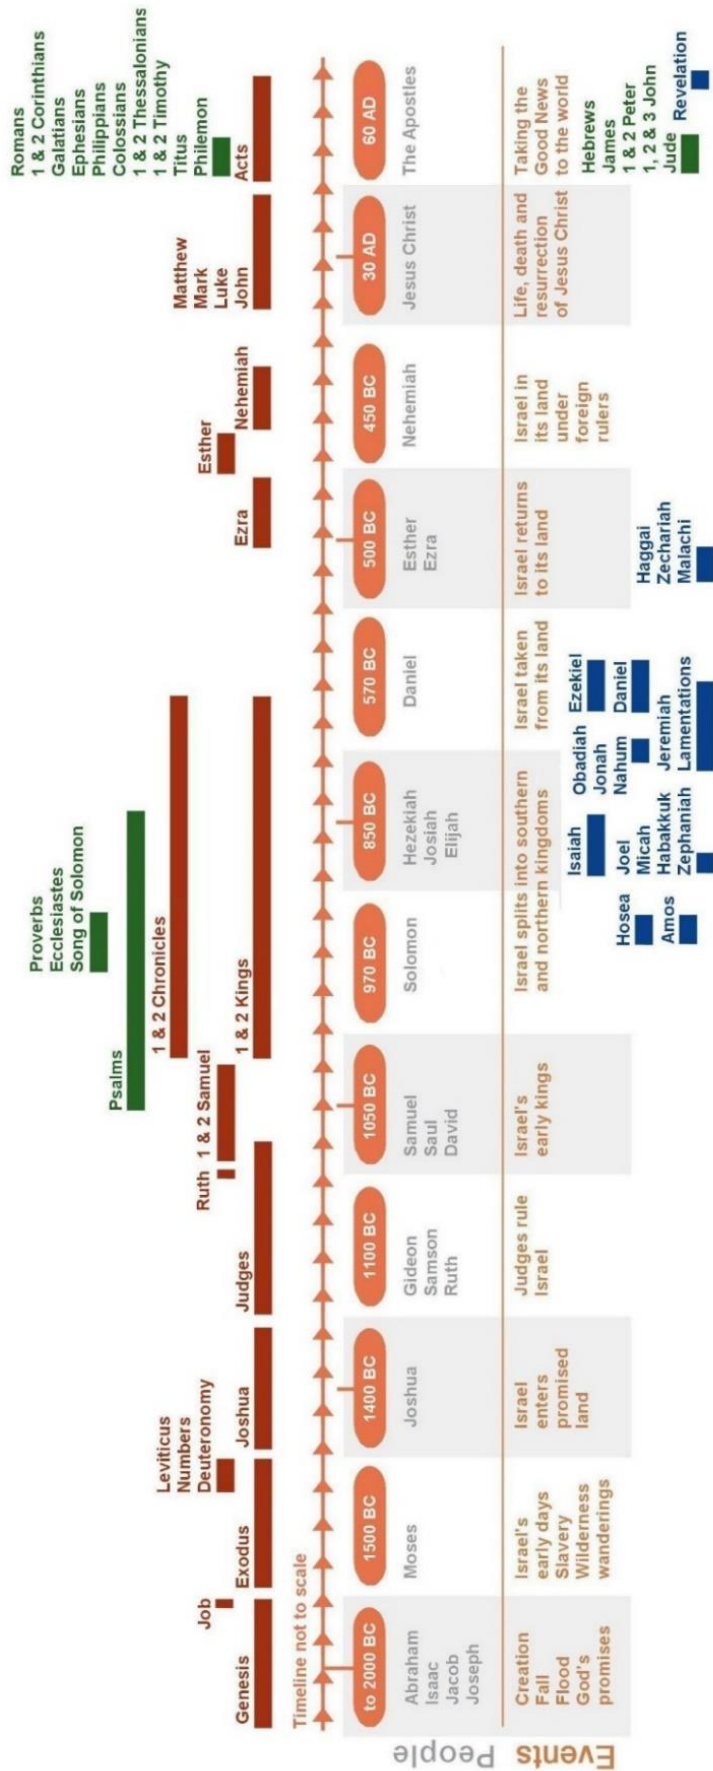 Proverbs
Ecclesiastes
Song of Solomon
Psalms
1 & 2 Chronicles
Romans
1 & 2 Corinthians
Galatians
Ephesians
Philippians
Colossians
1 & 2 Thessalonians
1 & 2 Timothy
Titus
Philemon
Leviticus
Numbers
Deuteronomy
Matthew
Mark
Luke
John
Job
Ruth
1 & 2 Samuel
Esther
Genesis
Exodus
Joshua
Judges
1 & 2 Kings
Ezra
Nehemiah
Acts
Timeline not to scale
to 2000 BC
1500 BC
1400 BC
1100 BC
1050 BC
970 BC
850 BC
570 BC
500 BC
450 BC
30 AD
60 AD
People
Abraham
Isaac
Jacob
Joseph
Moses
Joshua
Gideon
Samson
Ruth
Samuel
Saul
David
Solomon
Hezekiah
Josiah
Elijah
Daniel
Esther
Ezra
Nehemiah
Jesus Christ
The Apostles
Events
Creation
Fall
Flood
God's
promises
Israel's
early days
Slavery
Wilderness
wanderings
Israel
enters
promised
land
Judges rule
Israel
Israel's
early kings
Israel splits into southern
and northern kingdoms
Israel taken
from its land
Israel returns
to its land
Israel in
its land
under
foreign
rulers
Life, death and
resurrection
of Jesus Christ
Taking the
Good News
to the world
Hosea
Amos
Isaiah
Joel
Micah
Habakkuk
Zephaniah
Obadiah
Jonah
Nahum
Ezekiel
Daniel
Jeremiah
Lamentations
Haggai
Zechariah
Malachi
Hebrews
James
1 & 2 Peter
1, 2 & 3 John
Jude
Revelation